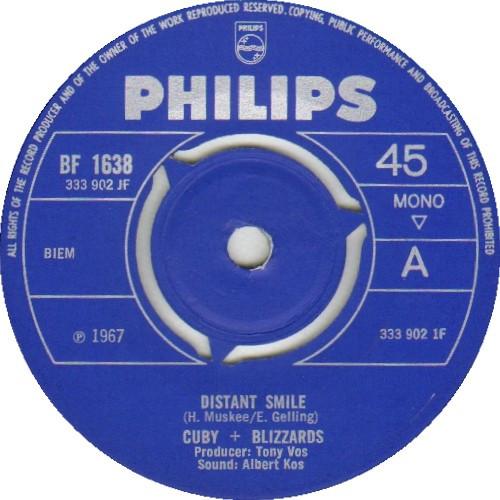 ALL RIGHTS OF THE RECORD PRODUCER AND OF THE OWNER OF THE WORK REPRODUCED RESERVED. COPYING, PUBLIC PERFORMANCE AND BROADCASTING OF THIS RECORD PROHIBITED
PHILIPS
PHILIPS
BF 1638
333 902 JF
45
MONO
BIEM
A
℗ 1967
333 902 1F
DISTANT SMILE
(H. Muskee/E. Gelling)
CUBY + BLIZZARDS
Producer: Tony Vos
Sound: Albert Kos